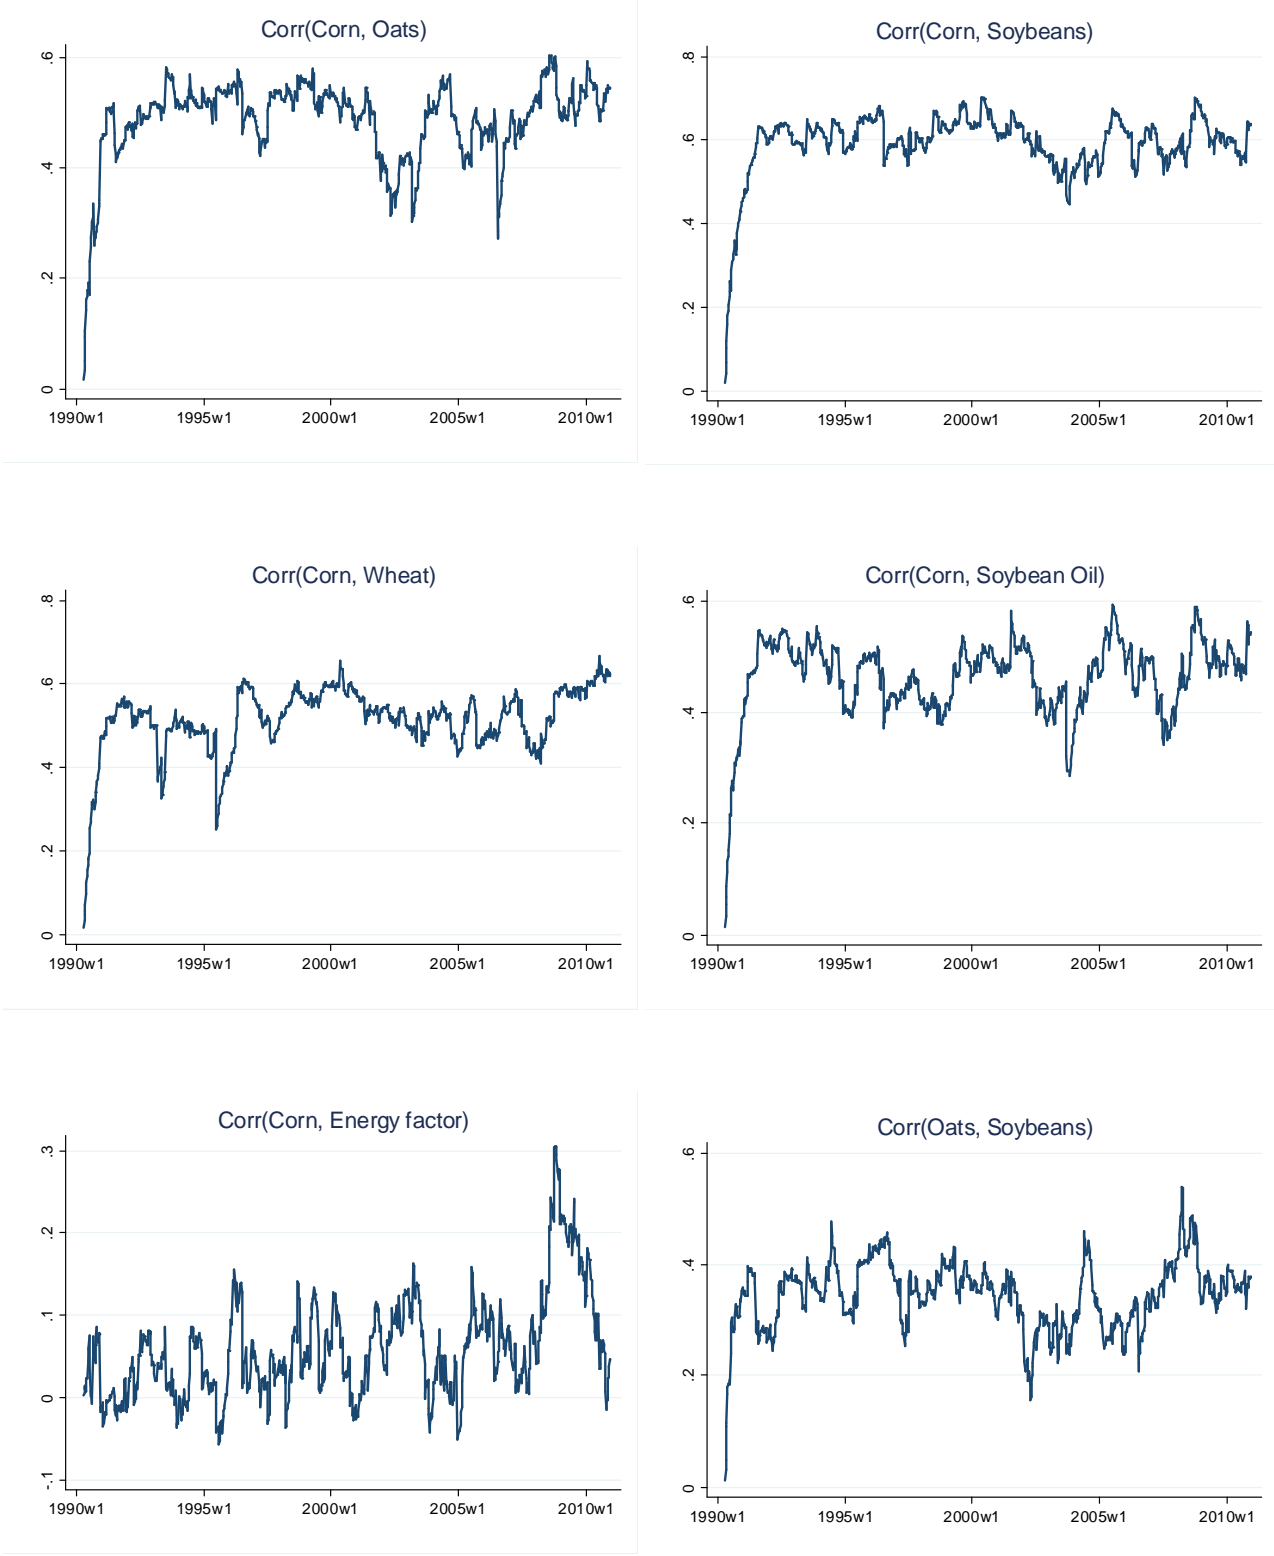 Corr(Corn, Oats)
.6
.4
.2
0
1990w1 1995w1 2000w1 2005w1 2010w1
Corr(Corn, Soybeans)
.8
.6
.4
.2
0
1990w1 1995w1 2000w1 2005w1 2010w1
Corr(Corn, Wheat)
.8
.6
.4
.2
0
1990w1 1995w1 2000w1 2005w1 2010w1
Corr(Corn, Soybean Oil)
.6
.4
.2
0
1990w1 1995w1 2000w1 2005w1 2010w1
Corr(Corn, Energy factor)
.3
.2
.1
0
-.1
1990w1 1995w1 2000w1 2005w1 2010w1
Corr(Oats, Soybeans)
.6
.4
.2
0
1990w1 1995w1 2000w1 2005w1 2010w1